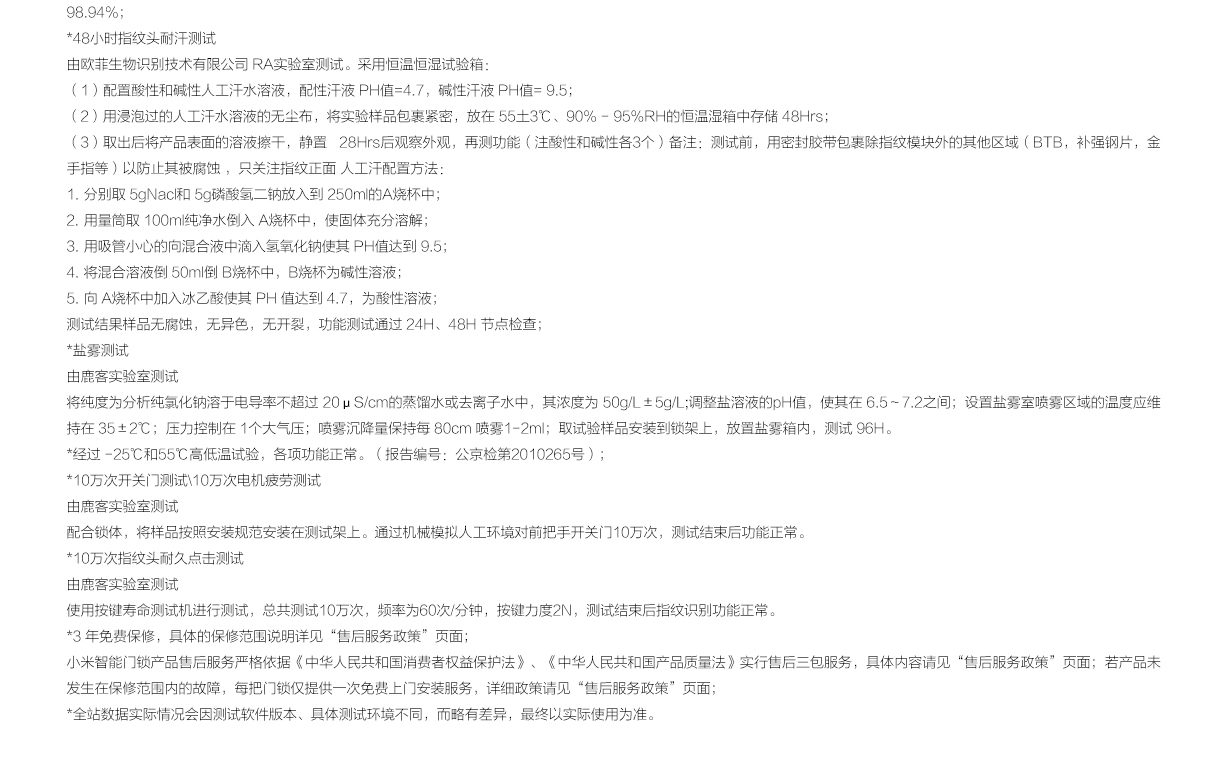 98.94%；
*48小时指纹头耐汗测试
由欧菲生物识别技术有限公司 RA实验室测试。采用恒温恒湿试验箱：
（1）配置酸性和碱性人工汗水溶液，配性汗液 PH值=4.7，碱性汗液 PH值= 9.5；
（2）用浸泡过的人工汗水溶液的无尘布，将实验样品包裹紧密，放在 55土3℃、90% - 95%RH的恒温湿箱中存储 48Hrs；
（3）取出后将产品表面的溶液擦干，静置 28Hrs后观察外观，再测功能（注酸性和碱性各3个）备注：测试前，用密封胶带包裹除指纹模块外的其他区域（BTB，补强钢片，金
手指等）以防止其被腐蚀 ，只关注指纹正面 人工汗配置方法：
1. 分别取 5gNacl和 5g磷酸氢二钠放入到 250ml的A烧杯中；
2. 用量筒取 100ml纯净水倒入 A烧杯中，使固体充分溶解；
3. 用吸管小心的向混合液中滴入氢氧化钠使其 PH值达到 9.5；
4. 将混合溶液倒 50ml倒 B烧杯中，B烧杯为碱性溶液；
5. 向 A烧杯中加入冰乙酸使其 PH 值达到 4.7，为酸性溶液；
测试结果样品无腐蚀，无异色，无开裂，功能测试通过 24H、48H 节点检查；
*盐雾测试
由鹿客实验室测试
将纯度为分析纯氯化钠溶于电导率不超过 20μS/cm的蒸馏水或去离子水中，其浓度为 50g/L±5g/L;调整盐溶液的pH值，使其在 6.5～7.2之间；设置盐雾室喷雾区域的温度应维
持在 35±2℃；压力控制在 1个大气压；喷雾沉降量保持每 80cm 喷雾1-2ml；取试验样品安装到锁架上，放置盐雾箱内，测试 96H。
*经过 -25℃和55℃高低温试验，各项功能正常。（报告编号：公京检第2010265号）；
*10万次开关门测试\10万次电机疲劳测试
由鹿客实验室测试
配合锁体，将样品按照安装规范安装在测试架上。通过机械模拟人工环境对前把手开关门10万次，测试结束后功能正常。
*10万次指纹头耐久点击测试
由鹿客实验室测试
使用按键寿命测试机进行测试，总共测试10万次，频率为60次/分钟，按键力度2N，测试结束后指纹识别功能正常。
*3 年免费保修，具体的保修范围说明详见“售后服务政策”页面；
小米智能门锁产品售后服务严格依据《中华人民共和国消费者权益保护法》、《中华人民共和国产品质量法》实行售后三包服务，具体内容请见“售后服务政策”页面；若产品未
发生在保修范围内的故障，每把门锁仅提供一次免费上门安装服务，详细政策请见“售后服务政策”页面；
*全站数据实际情况会因测试软件版本、具体测试环境不同，而略有差异，最终以实际使用为准。